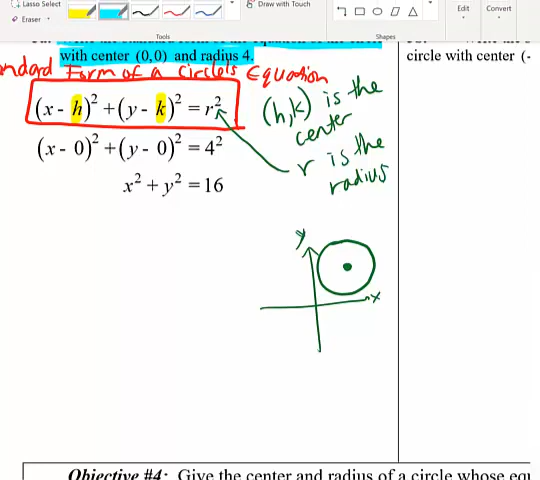 Lasso Select
Eraser
Draw with Touch
Edit
Convert
Tools
Shapes
with center (0,0) and radius 4.
circle with center (-
ndard Form of a circle's Equation
(x - h)² + (y - k)² = r²
(x - 0)² + (y - 0)² = 4²
x² + y² = 16
(h,k) is the
center
r is the
radius
y
x
Objective #4: Give the center and radius of a circle whose equ